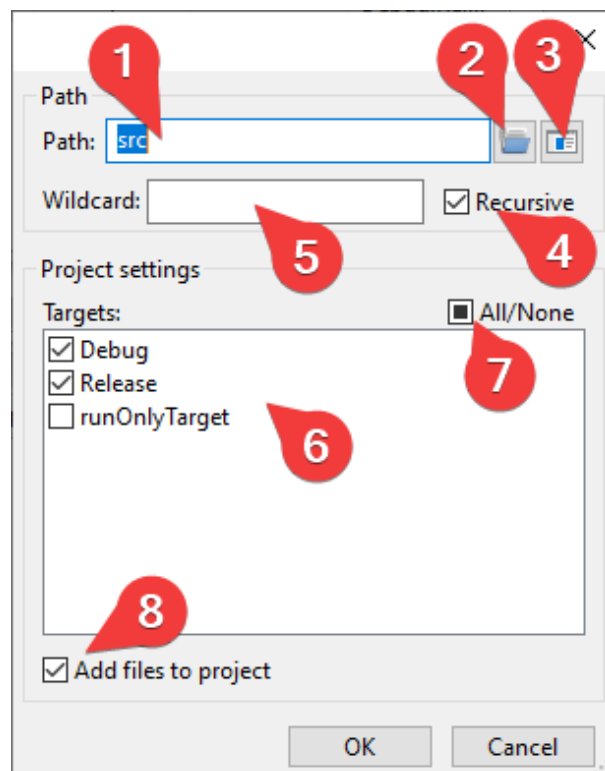 1
2
3
Path
Path: src
Wildcard:
Recursive
5
4
Project settings
Targets:
All/None
Debug
7
Release
runOnlyTarget
6
8
Add files to project
OK
Cancel